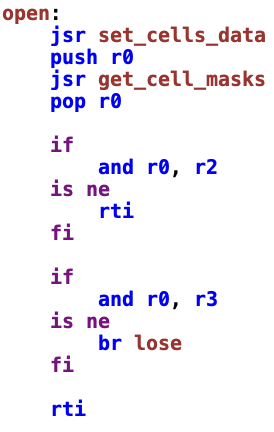 open:
jsr set_cells_data
push r0
jsr get_cell_masks
pop r0
if
and r0, r2
is ne
rti
fi
if
and r0, r3
is ne
br lose
fi
rti